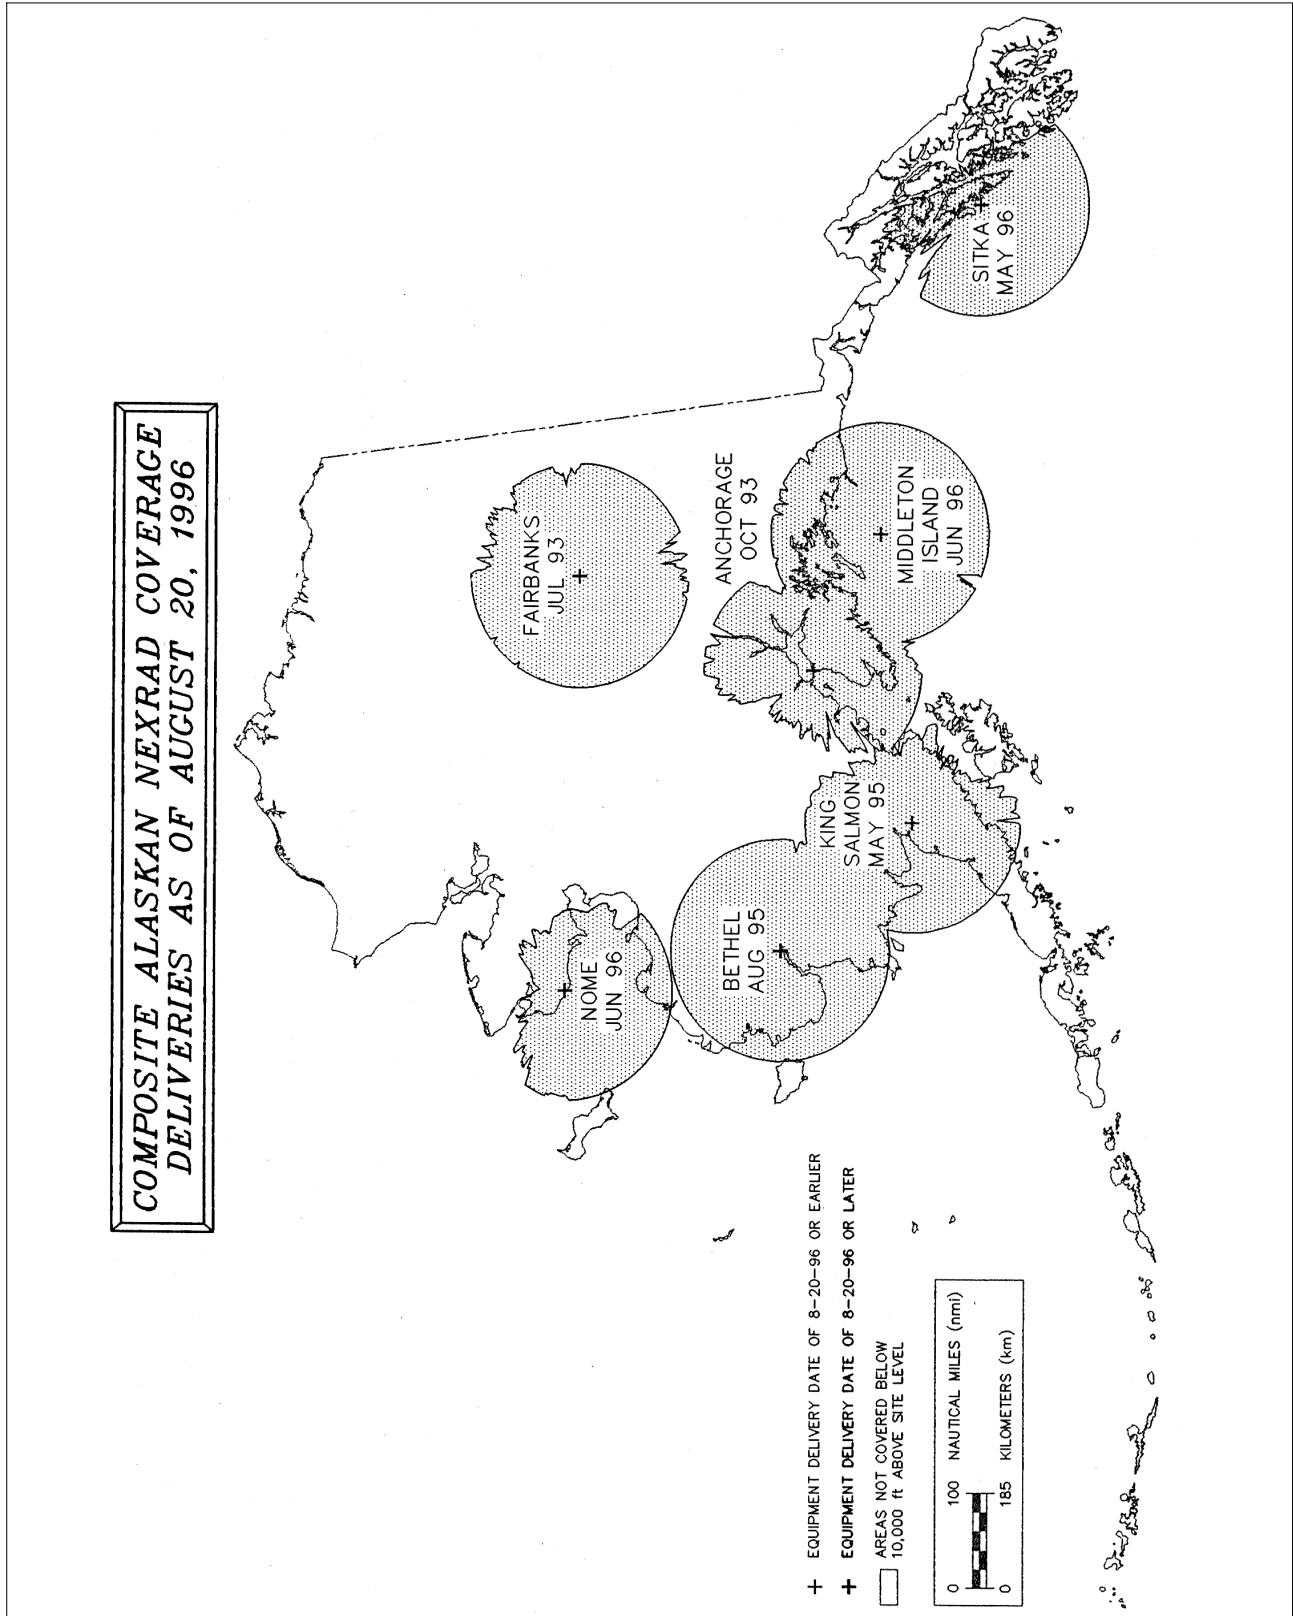 COMPOSITE ALASKAN NEXRAD COVERAGE
DELIVERIES AS OF AUGUST 20, 1996
NOME
JUN 96
FAIRBANKS
JUL 93
BETHEL
AUG 95
ANCHORAGE
OCT 93
KING
SALMON
MAY 95
MIDDLETON
ISLAND
JUN 96
SITKA
MAY 96
+ EQUIPMENT DELIVERY DATE OF 8-20-96 OR EARLIER
+ EQUIPMENT DELIVERY DATE OF 8-20-96 OR LATER
AREAS NOT COVERED BELOW
10,000 ft ABOVE SITE LEVEL
0 100 NAUTICAL MILES (nmi)
0 185 KILOMETERS (km)